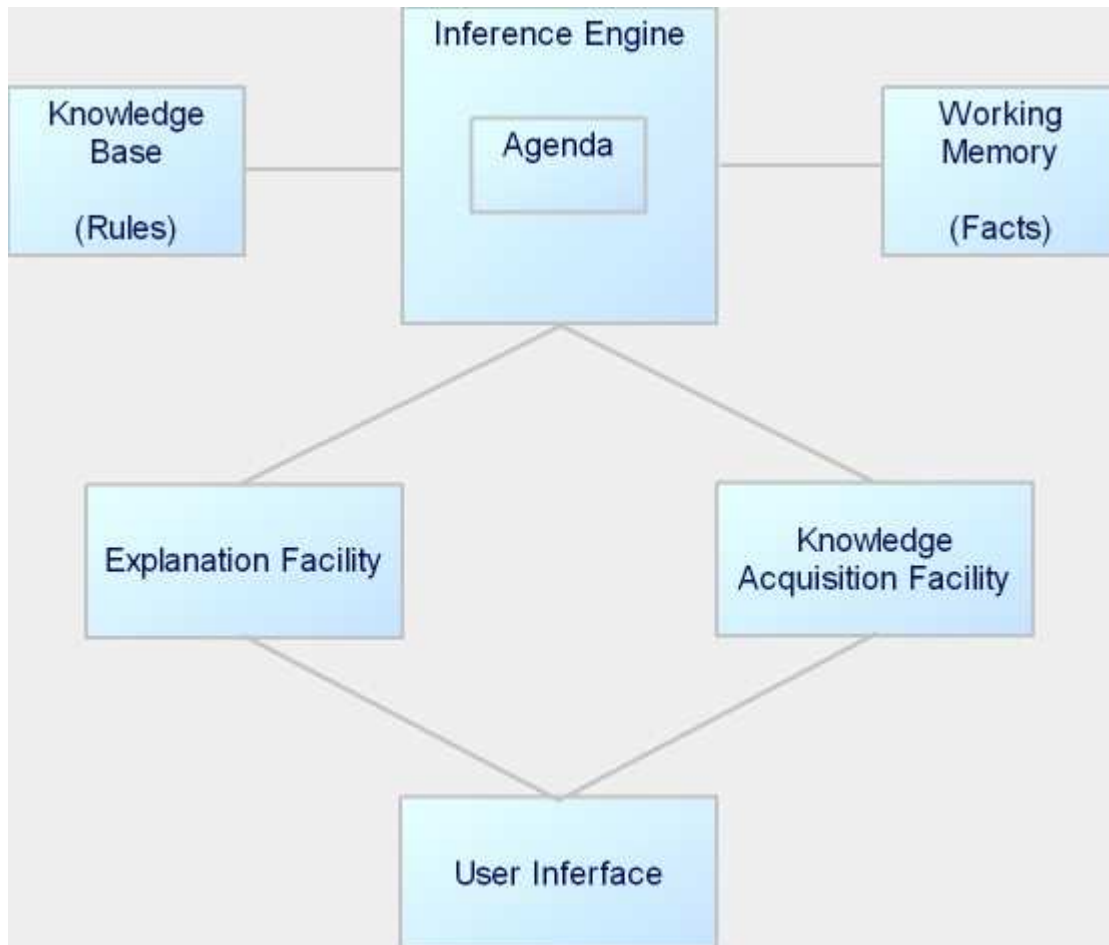 Inference Engine
Agenda
Knowledge
Base
(Rules)
Working
Memory
(Facts)
Explanation Facility
Knowledge
Acquisition Facility
User Inferface